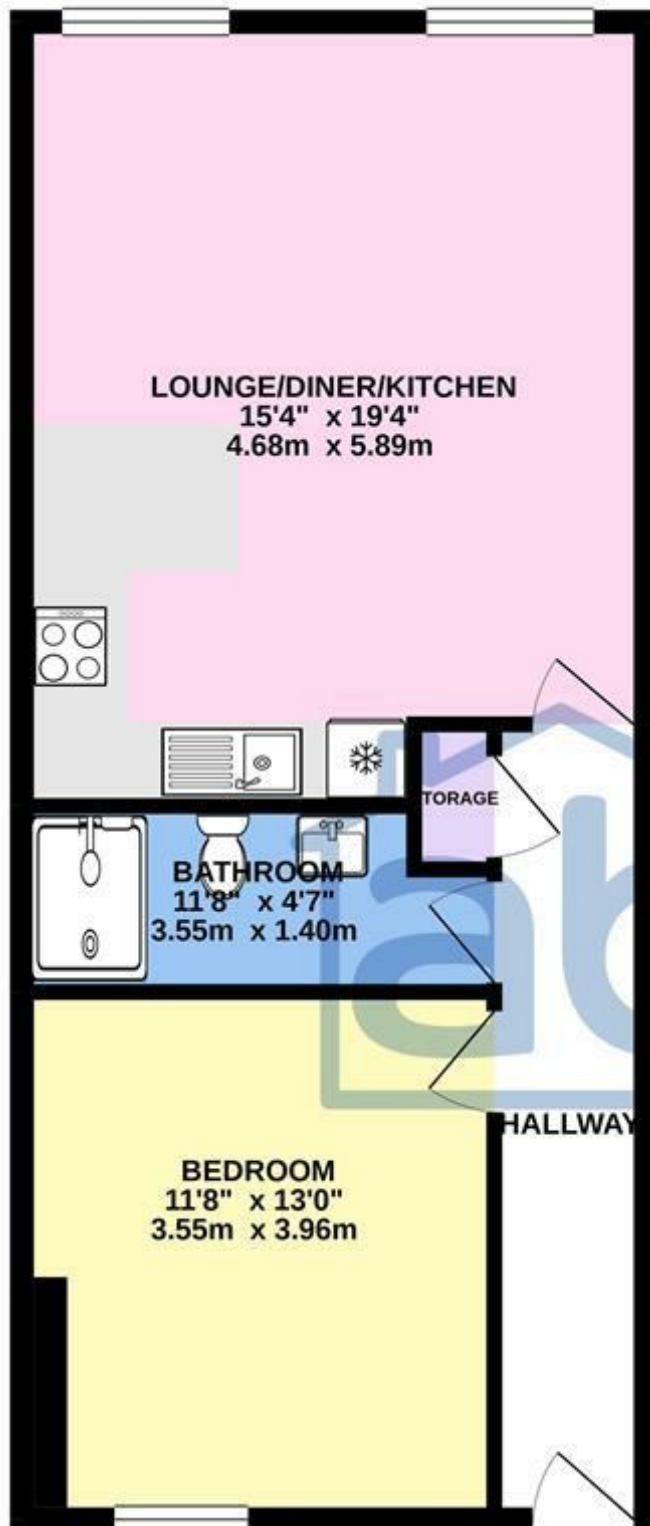 LOUNGE/DINER/KITCHEN
15'4" x 19'4"
4.68m x 5.89m
TORAGE
BATHROOM
11'8" x 4'7"
3.55m x 1.40m
ab
HALLWAY
BEDROOM
11'8" x 13'0"
3.55m x 3.96m